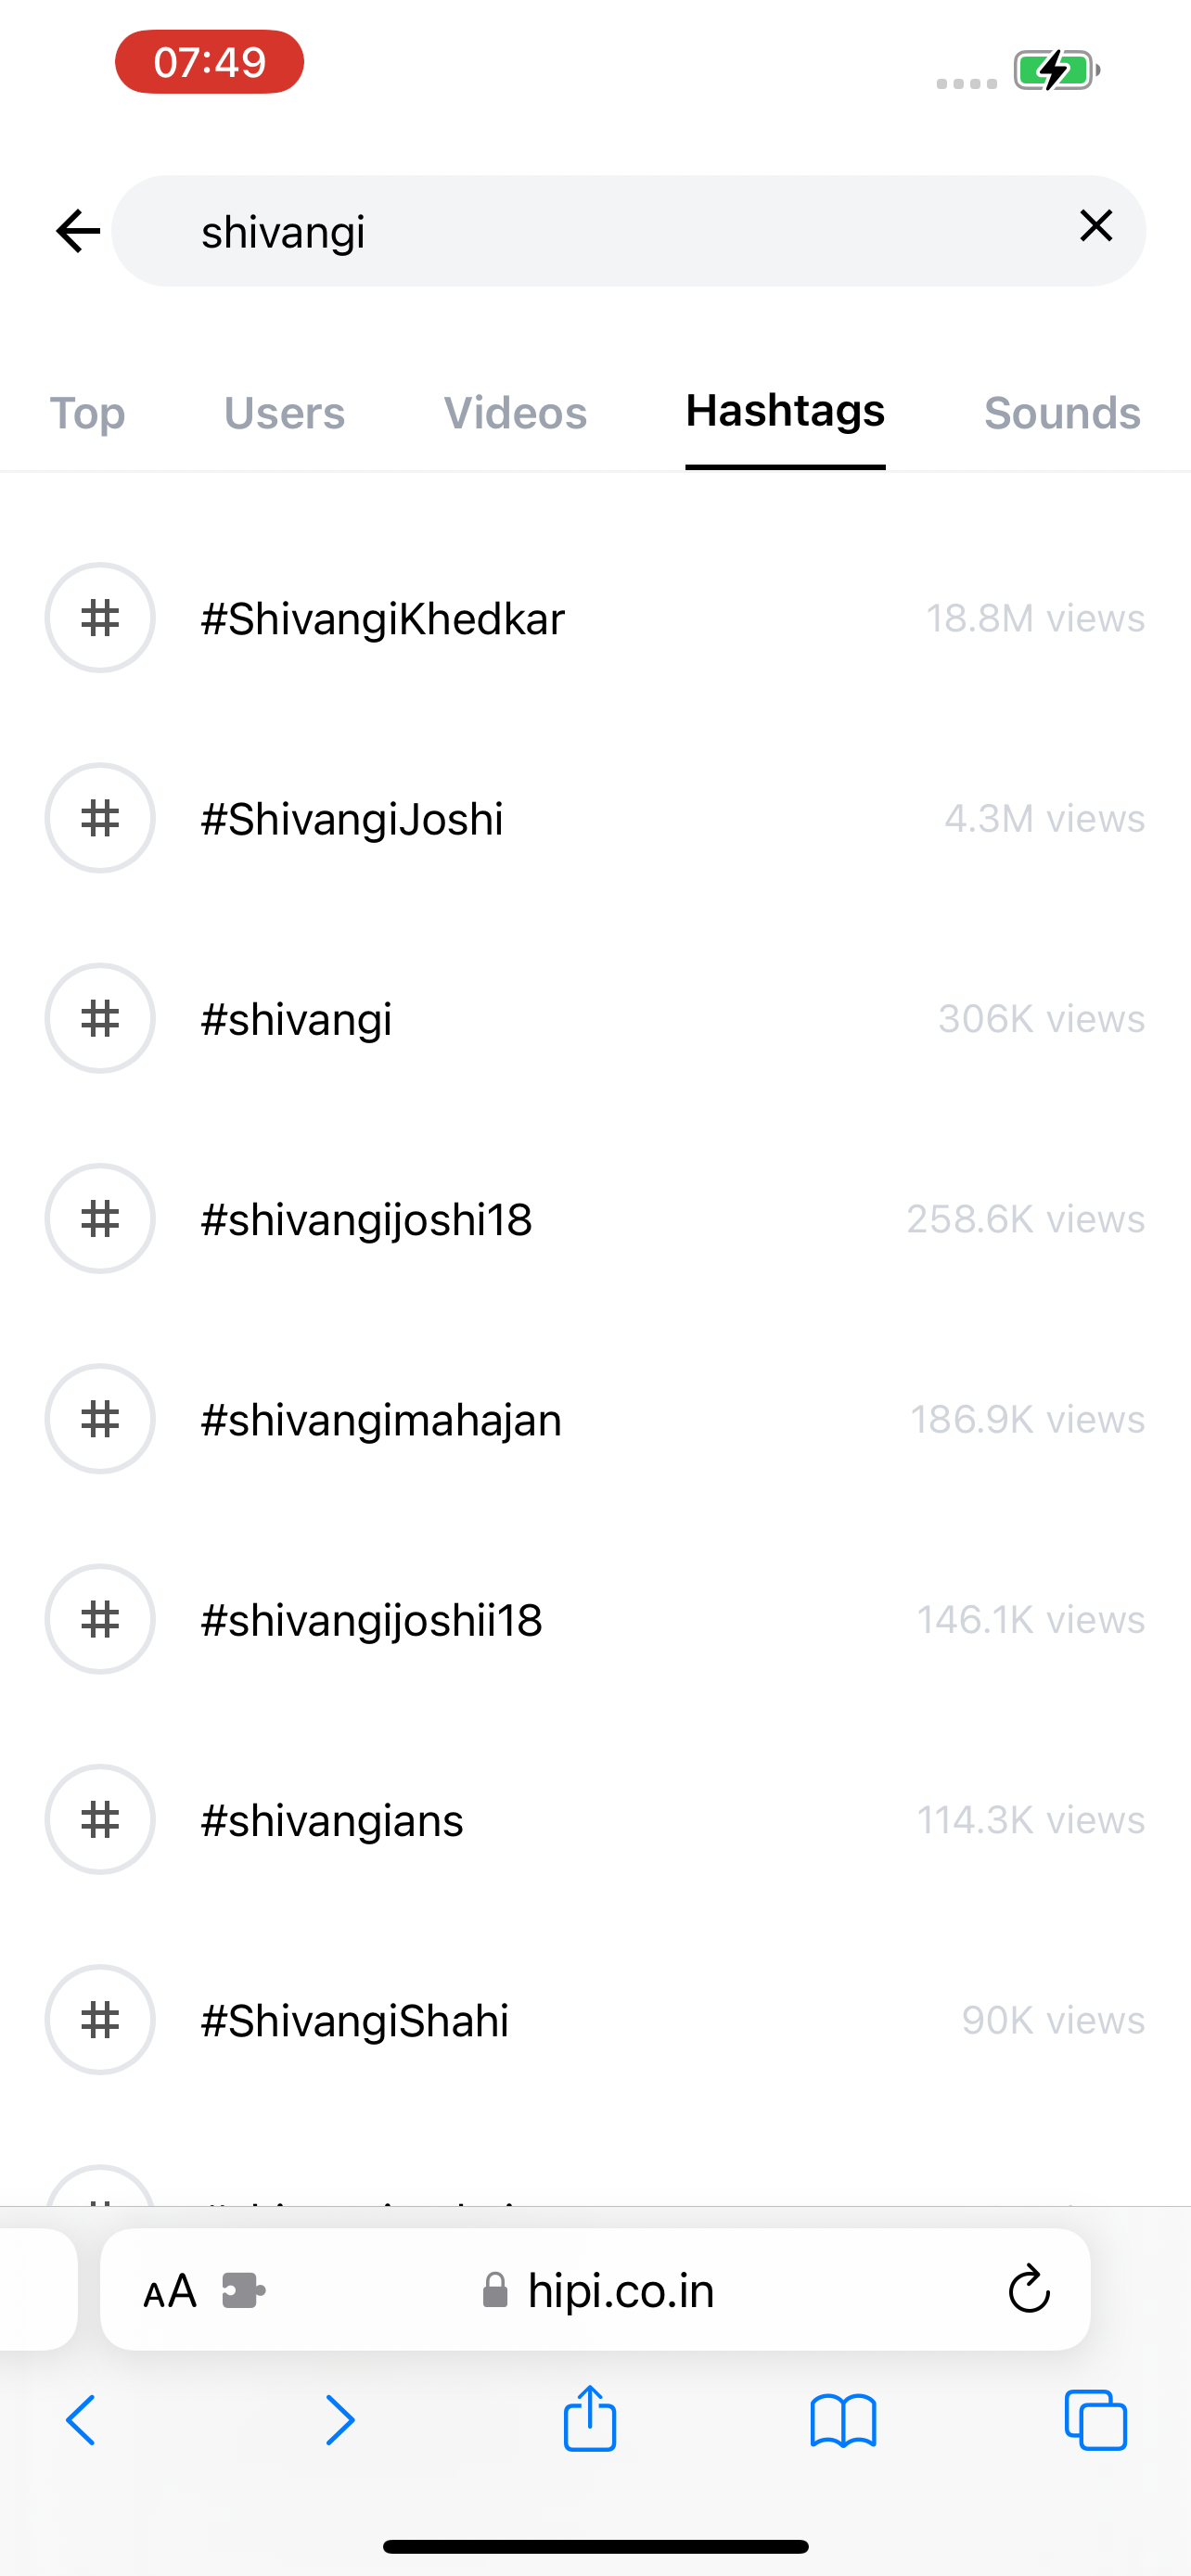 07:49
shivangi
Top Users Videos Hashtags Sounds
#ShivangiKhedkar 18.8M views
#ShivangiJoshi 4.3M views
#shivangi 306K views
#shivangijoshi18 258.6K views
#shivangimahajan 186.9K views
#shivangijoshii18 146.1K views
#shivangians 114.3K views
#ShivangiShahi 90K views
AA hipi.co.in